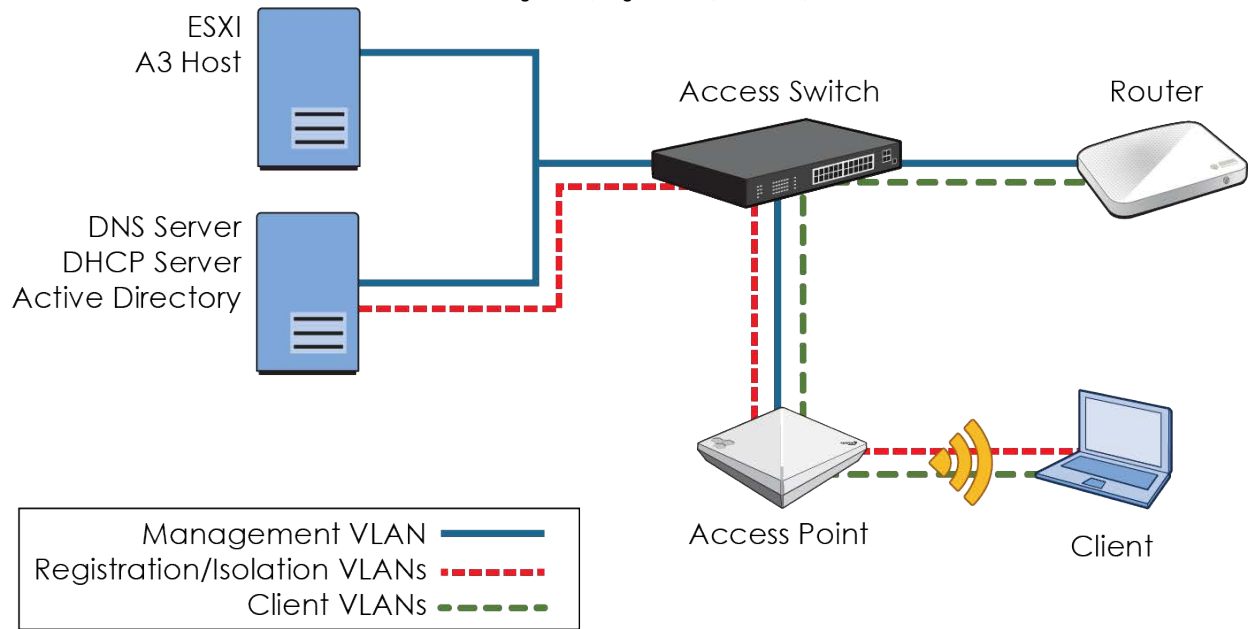 ESXI
A3 Host
Access Switch
Router
DNS Server
DHCP Server
Active Directory
Access Point
Client
Management VLAN
Registration/Isolation VLANs
Client VLANs